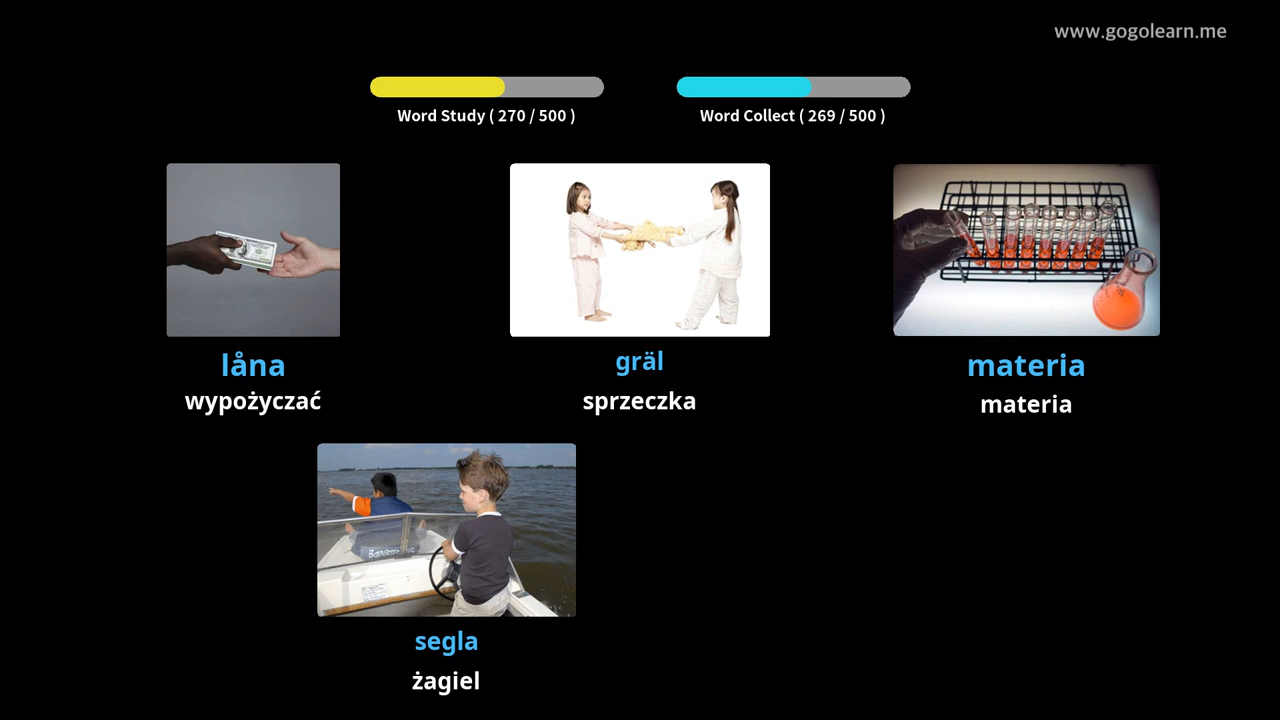 www.gogolearn.me
Word Study ( 270 / 500 )
Word Collect ( 269 / 500 )
låna
wypożyczać
gräl
sprzeczka
materia
materia
segla
żagiel